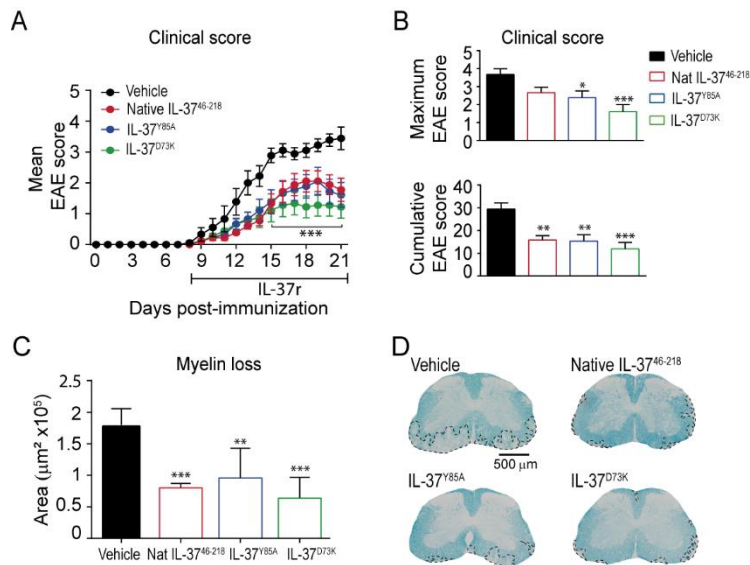 A
Clinical score
Mean
EAE score
5
4
3
2
1
0
Vehicle
Native IL-37⁴⁶⁻²¹⁸
IL-37ʸ⁸⁵ᴬ
IL-37ᴰ⁷³ᴷ
***
0 3 6 9 12 15 18 21
IL-37r
Days post-immunization
B
Clinical score
Maximum
EAE score
5
4
3
2
1
0
* ***
Vehicle
Nat IL-37⁴⁶⁻²¹⁸
IL-37ʸ⁸⁵ᴬ
IL-37ᴰ⁷³ᴷ
Cumulative
EAE score
40
30
20
10
0
** ** ***
C
Myelin loss
Area (μm² x10⁵)
2.5
2
1.5
1
0.5
0
*** ** ***
Vehicle Nat IL-37⁴⁶⁻²¹⁸ IL-37ʸ⁸⁵ᴬ IL-37ᴰ⁷³ᴷ
D
Vehicle Native IL-37⁴⁶⁻²¹⁸
500 μm
IL-37ʸ⁸⁵ᴬ IL-37ᴰ⁷³ᴷ